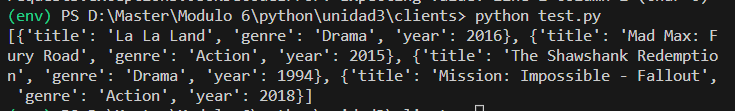 (env) PS D:\Master\Modulo 6\python\unidad3\clients> python test.py
[{'title': 'La La Land', 'genre': 'Drama', 'year': 2016}, {'title': 'Mad Max: F
ury Road', 'genre': 'Action', 'year': 2015}, {'title': 'The Shawshank Redemptio
n', 'genre': 'Drama', 'year': 1994}, {'title': 'Mission: Impossible - Fallout',
'genre': 'Action', 'year': 2018}]